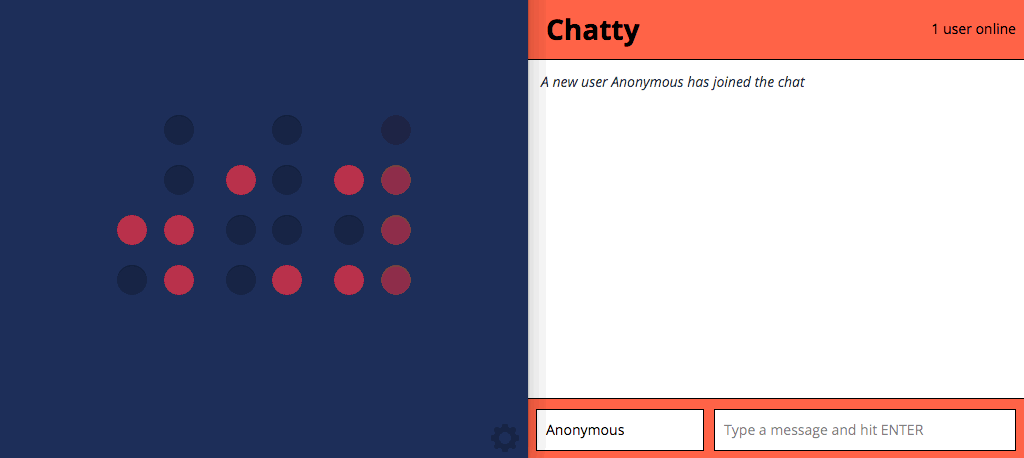 Chatty
1 user online
A new user Anonymous has joined the chat
Anonymous
Type a message and hit ENTER